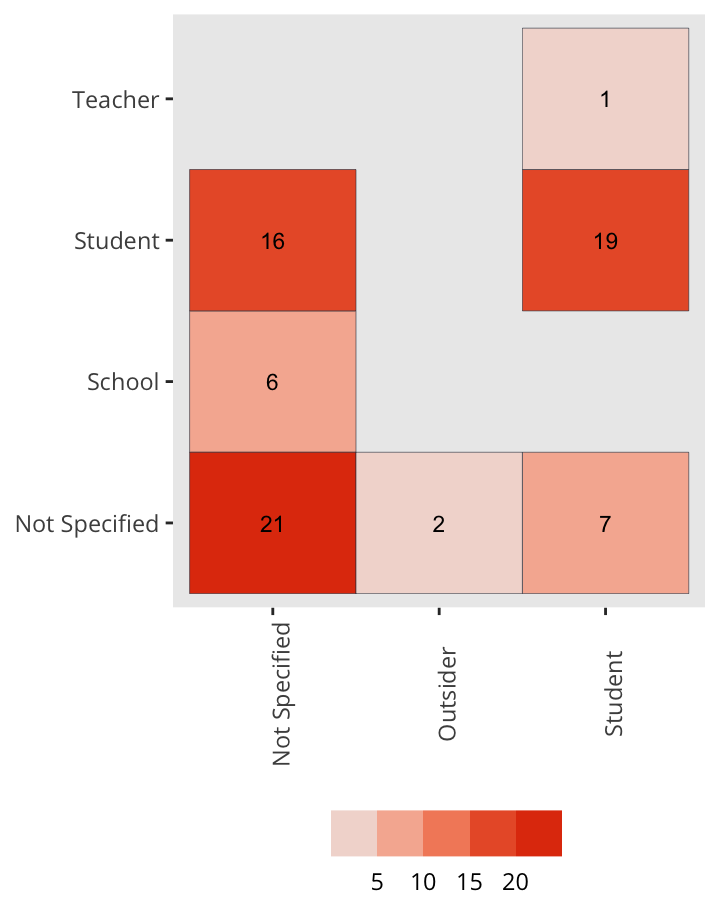 Teacher
1
Student
16
19
School
6
Not Specified
21
2
7
Not Specified
Outsider
Student
5 10 15 20